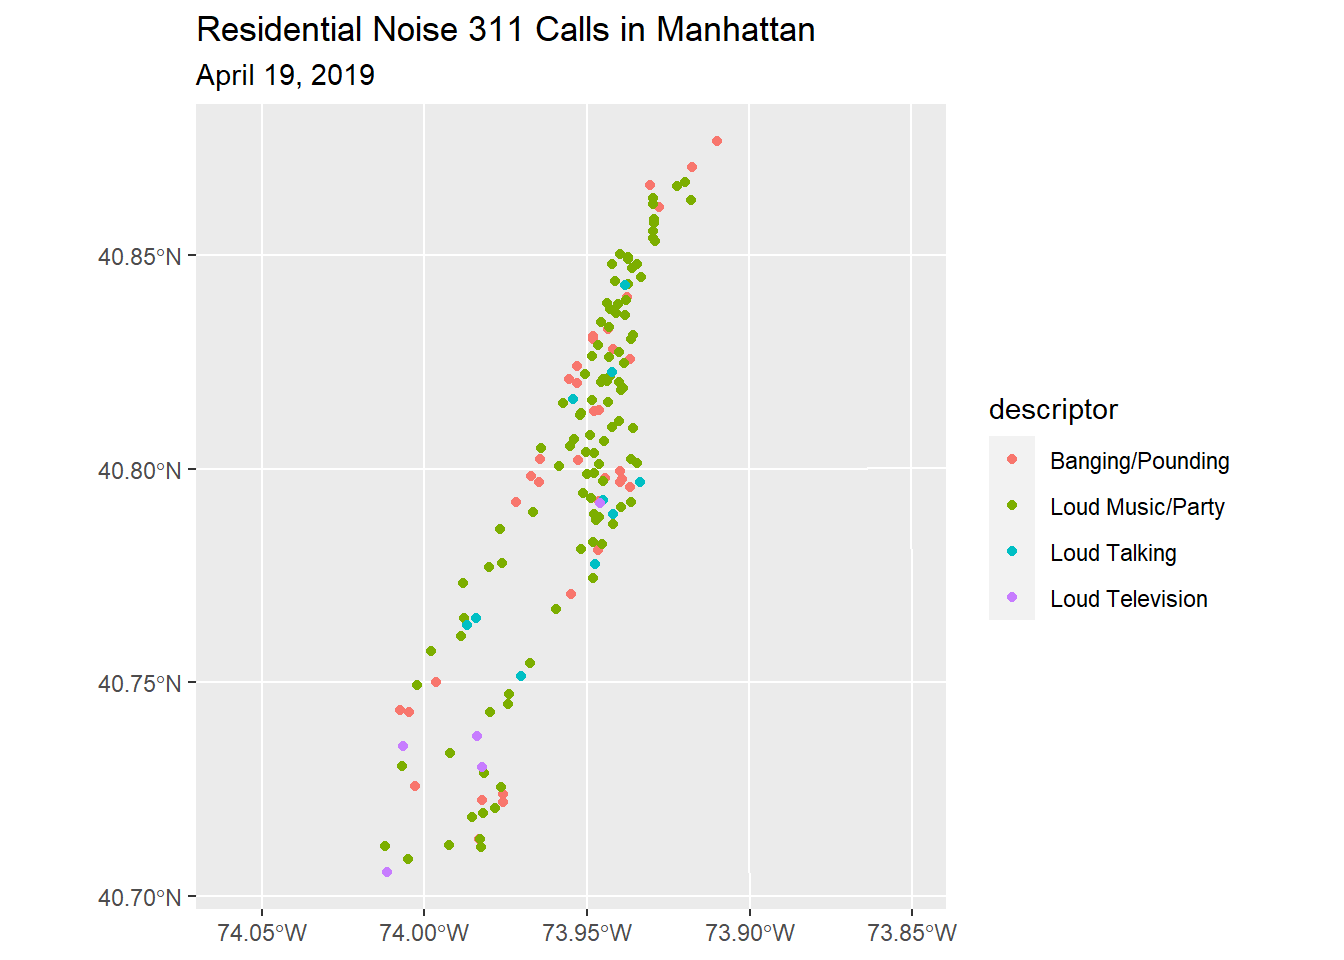 Residential Noise 311 Calls in Manhattan
April 19, 2019
40.85°N
40.80°N
40.75°N
40.70°N
74.05°W 74.00°W 73.95°W 73.90°W 73.85°W
descriptor
Banging/Pounding
Loud Music/Party
Loud Talking
Loud Television